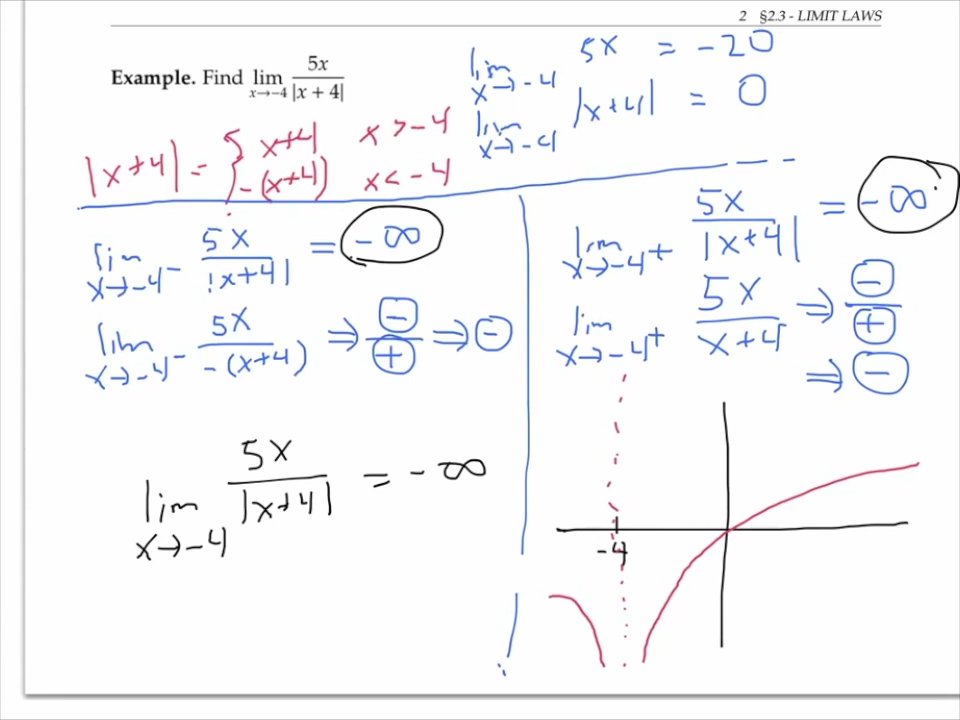 2 §2.3 - LIMIT LAWS
Example. Find lim x→−4 5x/|x + 4|
lim x→-4 5x = -20
lim x→-4 |x+4| = 0
|x+4| = { x+4 x > -4
-(x+4) x < -4
lim x→-4⁻ 5x/|x+4| = -∞
lim x→-4⁻ 5x/-(x+4) ⇒ -/+ ⇒ -
lim x→-4⁺ 5x/|x+4| = -∞
lim x→-4⁺ 5x/x+4 ⇒ -/+
⇒ -
lim x→-4 5x/|x+4| = -∞
-4